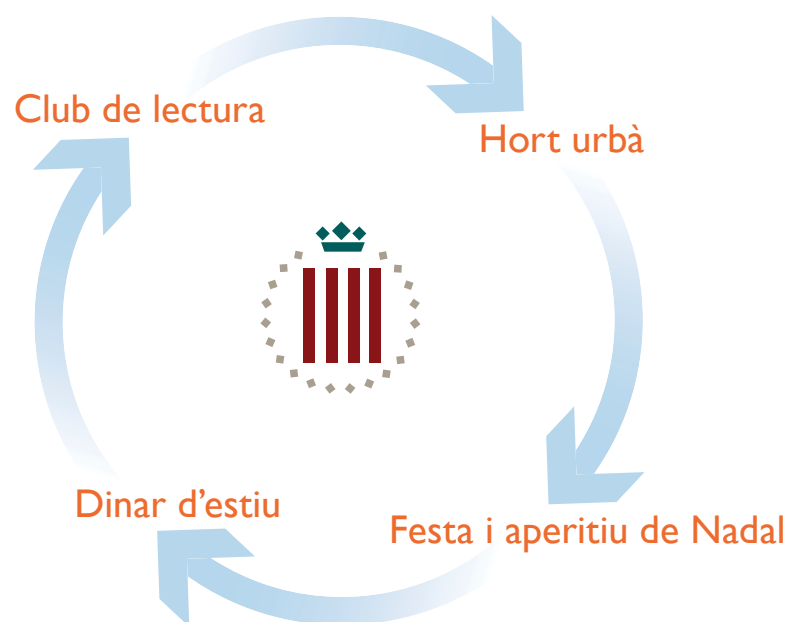 Club de lectura
Hort urbà
Dinar d’estiu
Festa i aperitiu de Nadal